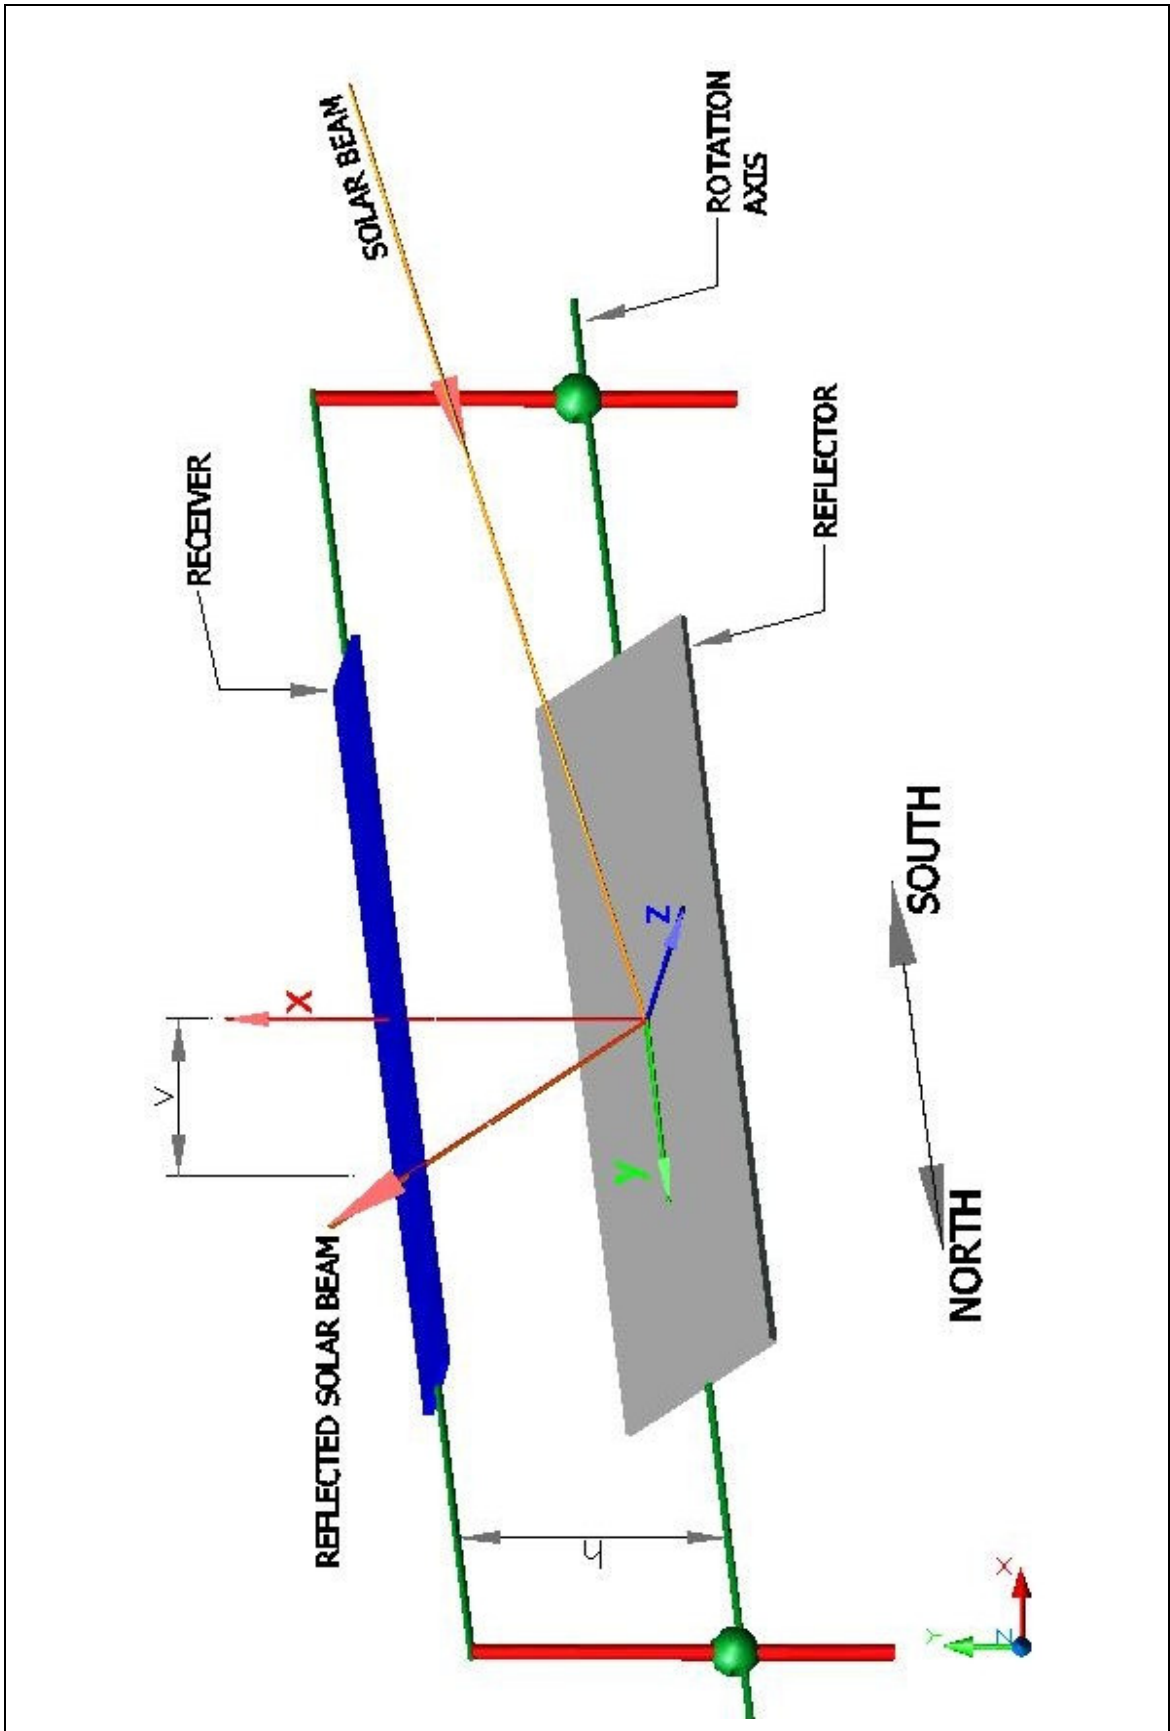 SOLAR BEAM
ROTATION
AXIS
RECEIVER
REFLECTOR
X
V
Z
y
REFLECTED SOLAR BEAM
SOUTH
NORTH
h
X
Y
Z